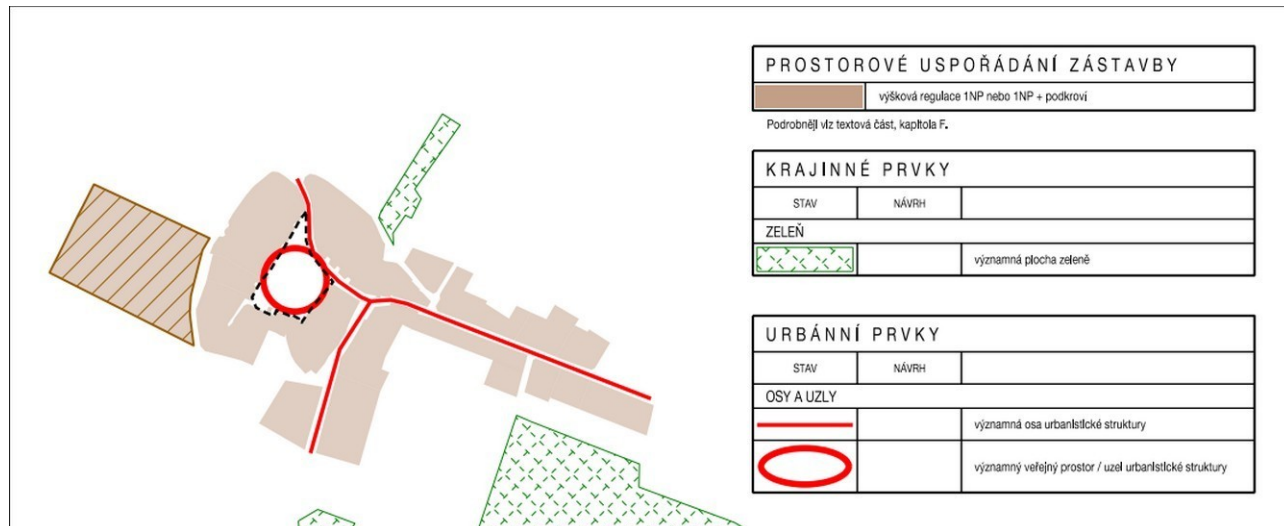 PROSTOROVÉ USPOŘÁDÁNÍ ZÁSTAVBY
výšková regulace 1NP nebo 1NP + podkroví
Podrobněji viz textová část, kapitola F.
KRAJINNÉ PRVKY
STAV NÁVRH
ZELEŇ
významná plocha zeleně
URBÁNNÍ PRVKY
STAV NÁVRH
OSY A UZLY
významná osa urbanistické struktury
významný veřejný prostor / uzel urbanistické struktury